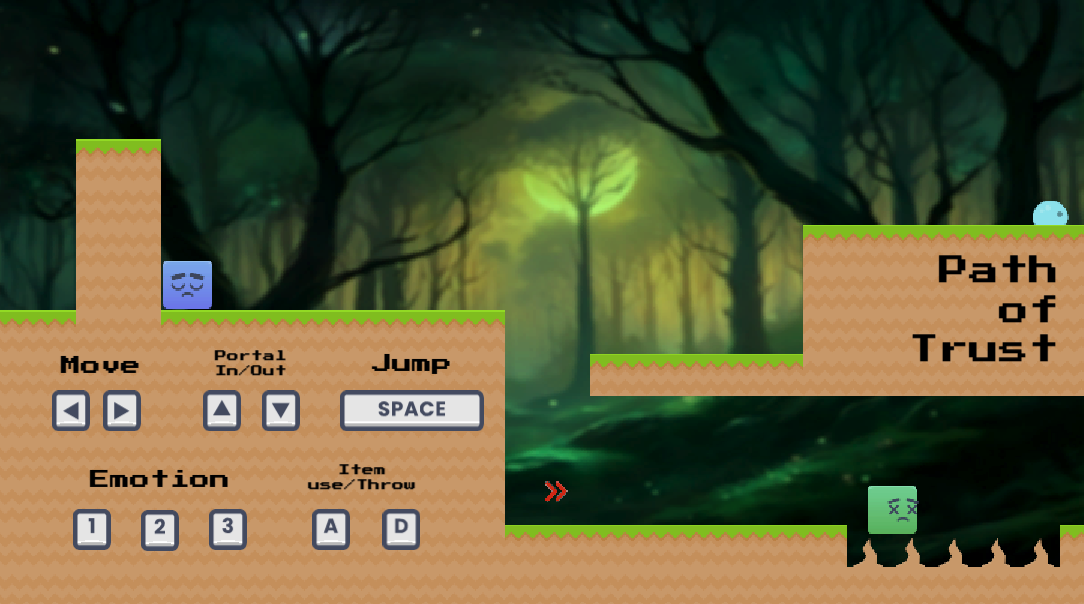 Path
of
Trust
Move
Portal
In/Out
Jump
SPACE
Emotion
Item
use/Throw
1 2 3
A D